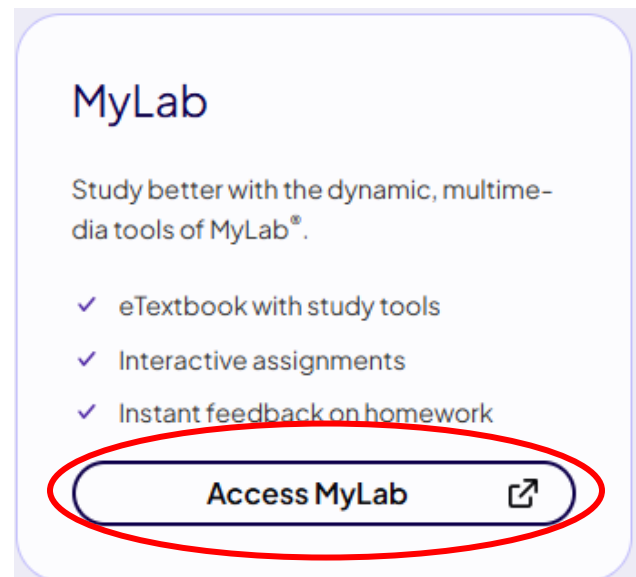 MyLab
Study better with the dynamic, multime-
dia tools of MyLab®.
eTextbook with study tools
Interactive assignments
Instant feedback on homework
Access MyLab